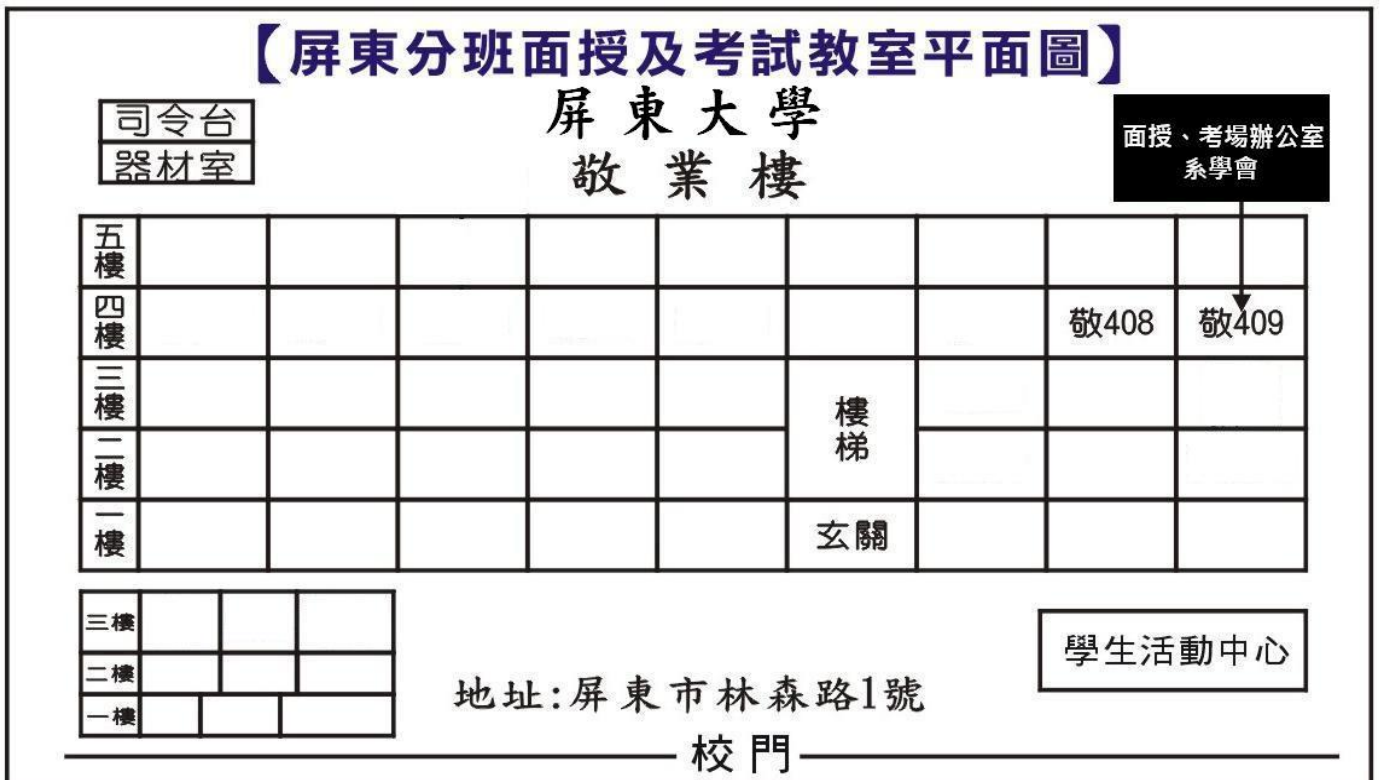 【屏東分班面授及考試教室平面圖】
屏東大學
敬業樓
司令台
器材室
面授、考場辦公室
系學會
五樓
四樓
敬408
敬409
三樓
樓梯
二樓
一樓
玄關
三樓
二樓
一樓
學生活動中心
地址:屏東市林森路1號
校門